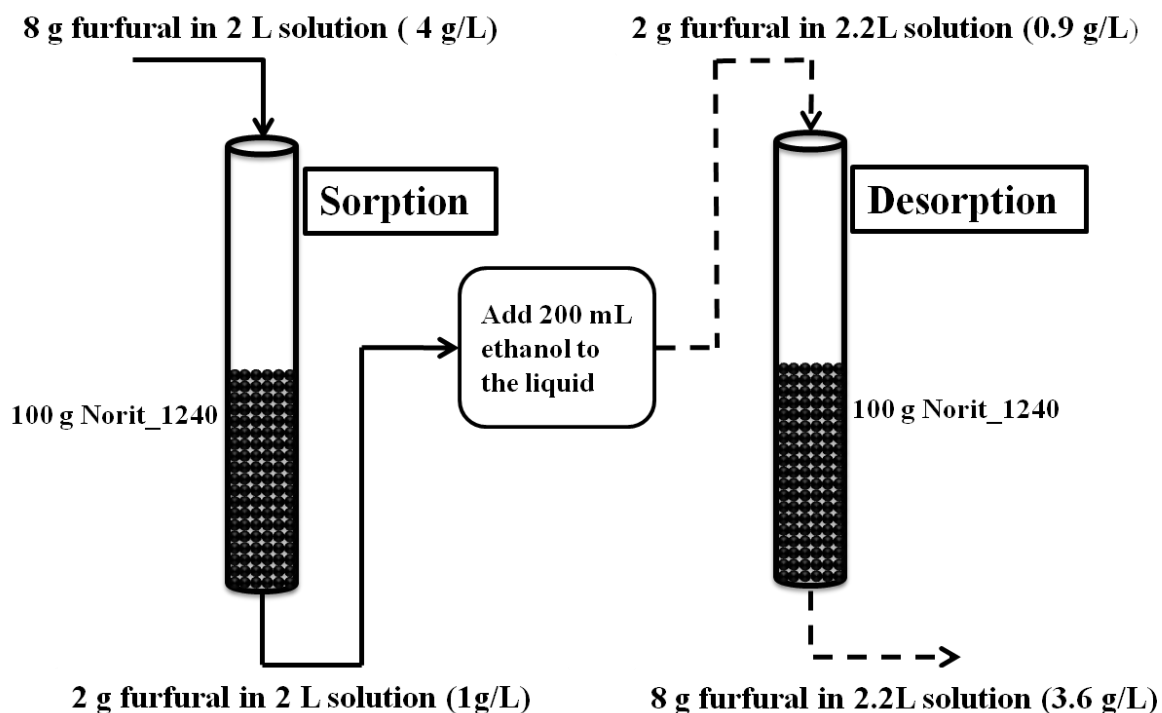 8 g furfural in 2 L solution ( 4 g/L)
2 g furfural in 2.2L solution (0.9 g/L)
Sorption
Desorption
Add 200 mL
ethanol to
the liquid
100 g Norit_1240
100 g Norit_1240
2 g furfural in 2 L solution (1g/L)
8 g furfural in 2.2L solution (3.6 g/L)